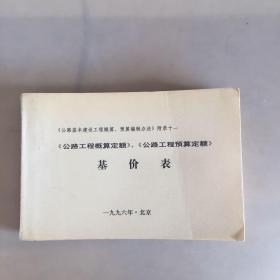 《公路基本建设工程概算、预算编制办法》附录十一
《公路工程概算定额》、《公路工程预算定额》
基价表
一九九六年·北京